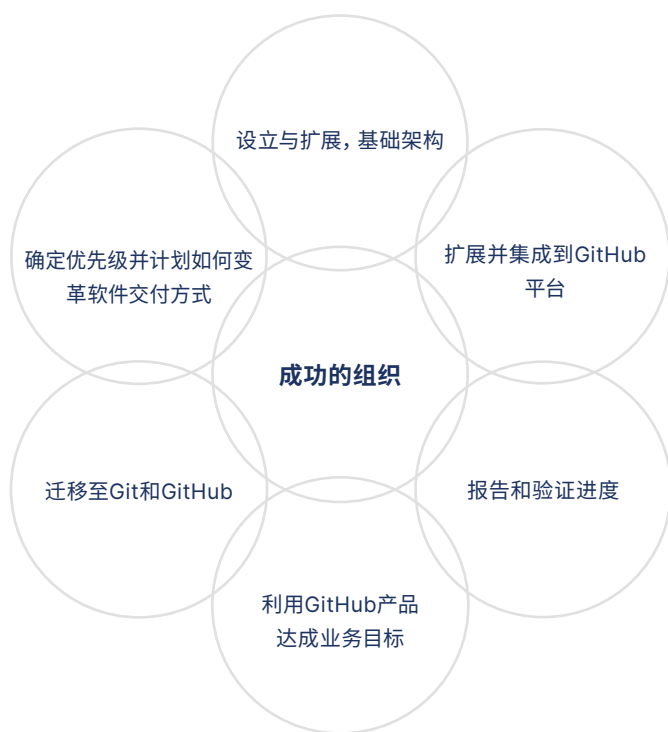 设立与扩展，基础架构
确定优先级并计划如何变
革软件交付方式
扩展并集成到GitHub
平台
成功的组织
迁移至Git和GitHub
报告和验证进度
利用GitHub产品
达成业务目标